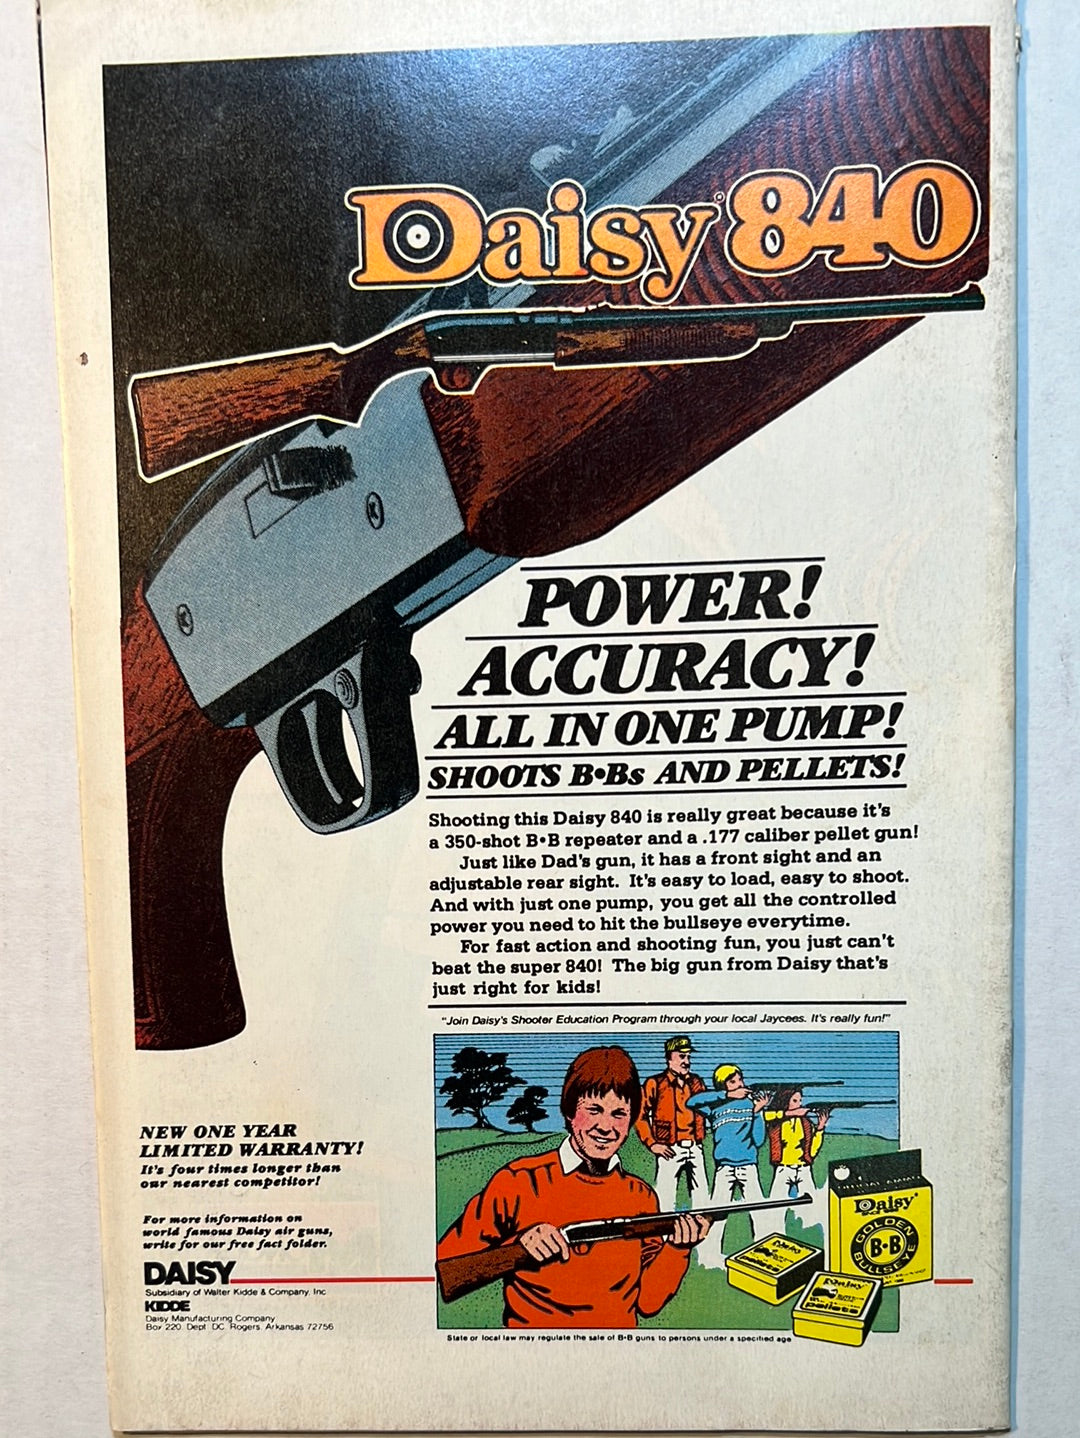 Daisy® 840
POWER!
ACCURACY!
ALL IN ONE PUMP!
SHOOTS B•BS AND PELLETS!
Shooting this Daisy 840 is really great because it's
a 350-shot B•B repeater and a .177 caliber pellet gun!
Just like Dad's gun, it has a front sight and an
adjustable rear sight. It's easy to load, easy to shoot.
And with just one pump, you get all the controlled
power you need to hit the bullseye everytime.
For fast action and shooting fun, you just can't
beat the super 840! The big gun from Daisy that's
just right for kids!
"Join Daisy's Shooter Education Program through your local Jaycees. It's really fun!"
NEW ONE YEAR
LIMITED WARRANTY!
It's four times longer than
our nearest competitor!
For more information on
world famous Daisy air guns,
write for our free fact folder.
DAISY
Subsidiary of Walter Kidde & Company, Inc
KIDDE
Daisy Manufacturing Company
Box 220 Dept DC Rogers, Arkansas 72756
Daisy
GOLDEN
B•B
BULLSEYE
Daisy
pellets
Daisy
pellets
State or local law may regulate the sale of B•B guns to persons under a specified age